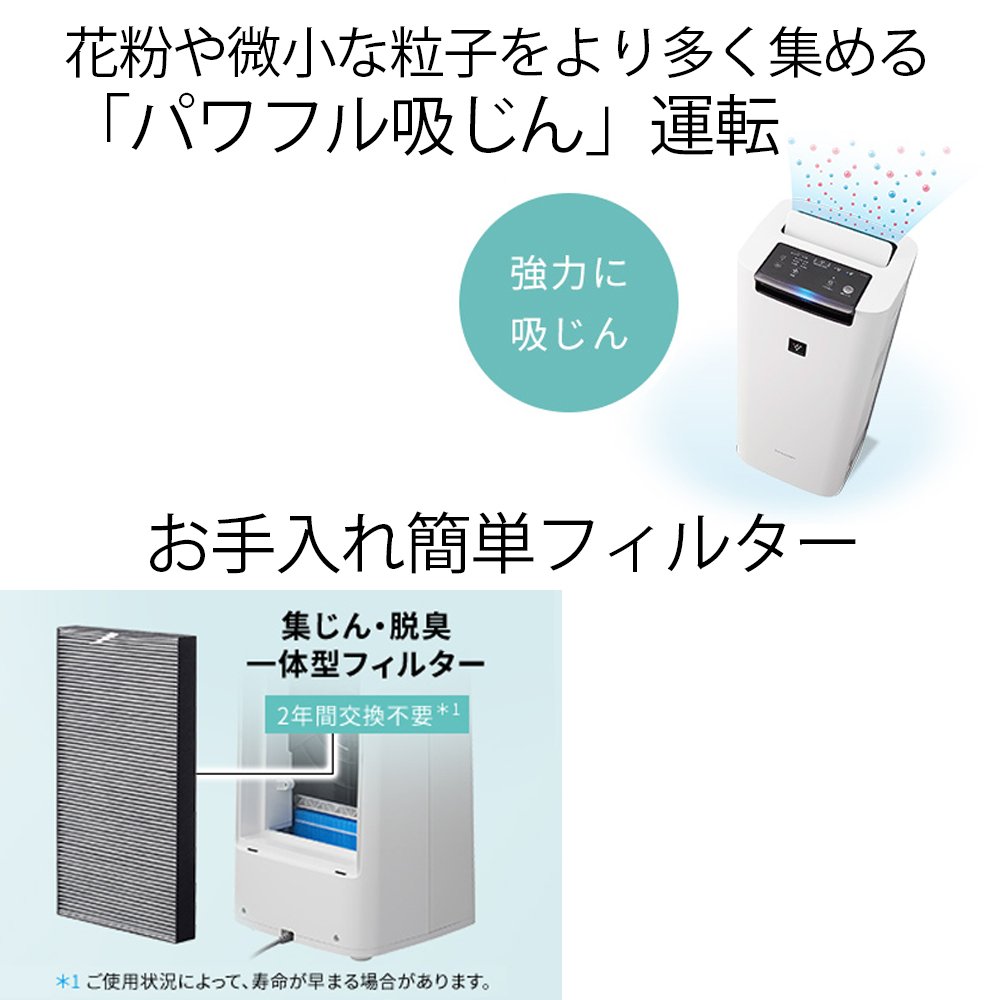 花粉や微小な粒子をより多く集める
「パワフル吸じん」運転
強力に
吸じん
お手入れ簡単フィルター
集じん・脱臭
一体型フィルター
2年間交換不要＊1
＊1 ご使用状況によって、寿命が早まる場合があります。